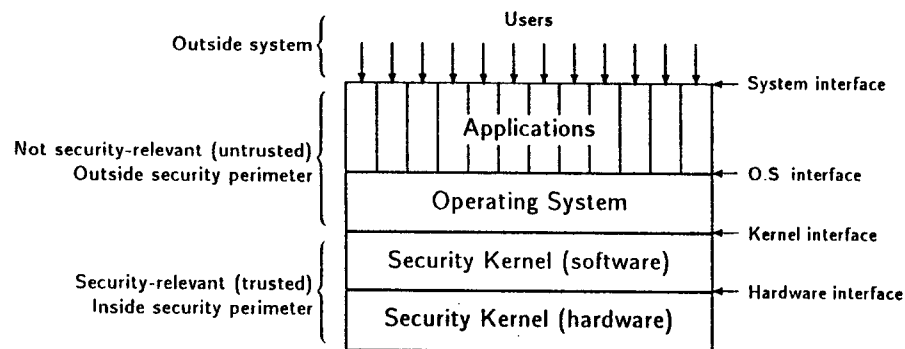 Users
Outside system
System interface
Applications
Not security-relevant (untrusted)
Outside security perimeter
O.S interface
Operating System
Kernel interface
Security Kernel (software)
Security-relevant (trusted)
Inside security perimeter
Hardware interface
Security Kernel (hardware)